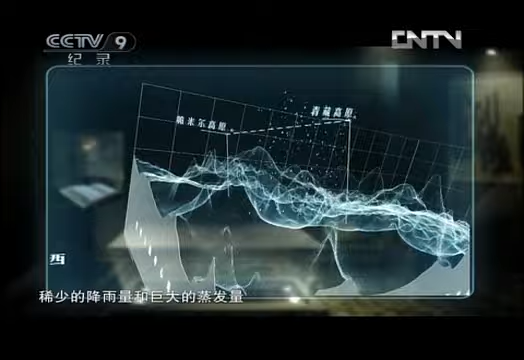 CCTV 9
CNTV
纪录
青藏高原
帕米尔高原
西
稀少的降雨量和巨大的蒸发量